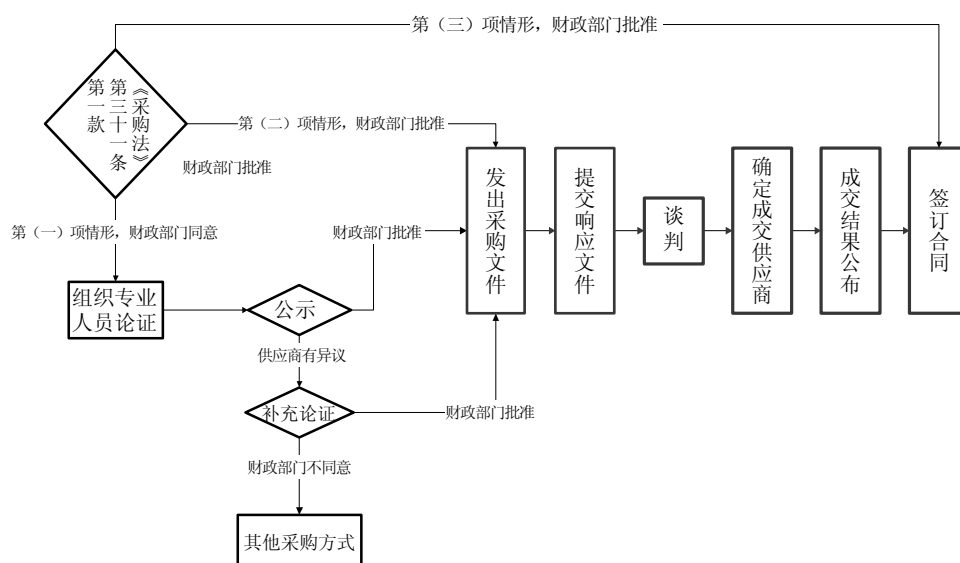 第（三）项情形，财政部门批准
《采购法》
第三十一条
第一款
第（二）项情形，财政部门批准
财政部门批准
第（一）项情形，财政部门同意
财政部门批准
发出采购文件
提交响应文件
谈判
确定成交供应商
成交结果公布
签订合同
组织专业
人员论证
公示
供应商有异议
补充论证
财政部门批准
财政部门不同意
其他采购方式